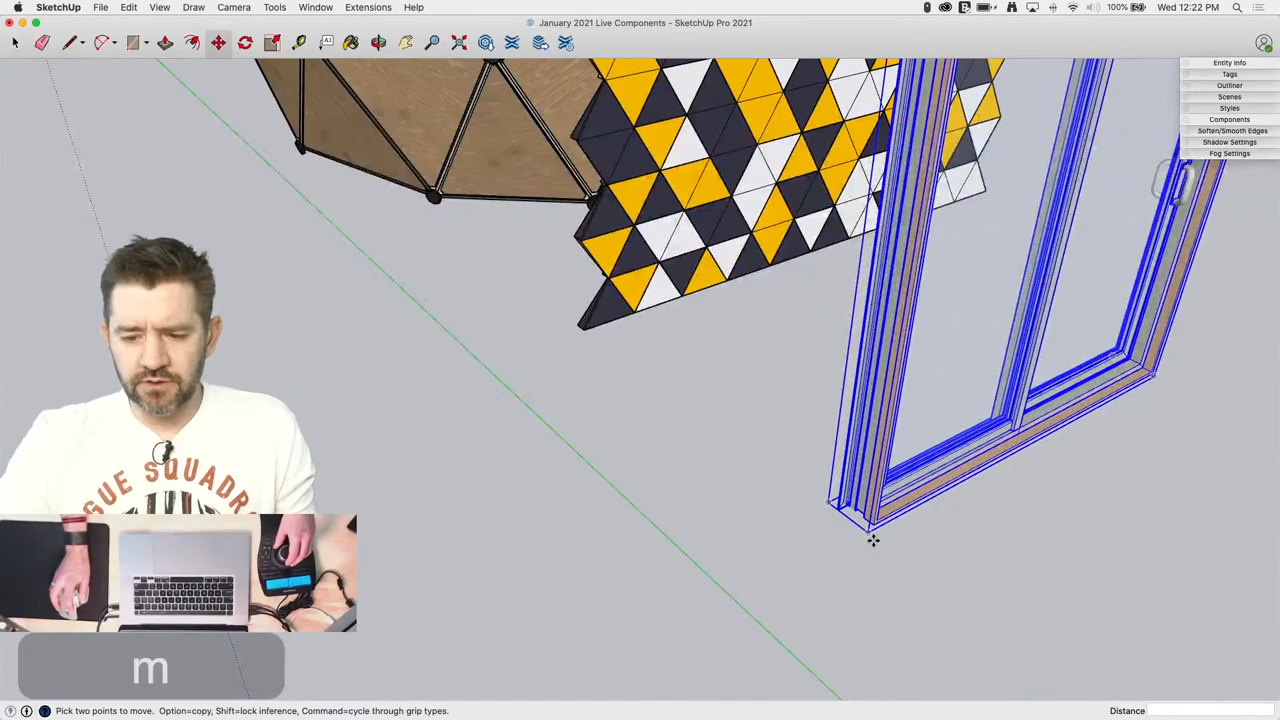 SketchUp File Edit View Draw Camera Tools Window Extensions Help
100% Wed 12:22 PM
January 2021 Live Components - SketchUp Pro 2021
Entity Info
Tags
Outliner
Scenes
Styles
Components
Soften/Smooth Edges
Shadow Settings
Fog Settings
GUE SQUADR
m
Pick two points to move. Option=copy, Shift=lock inference, Command=cycle through grip types.
Distance